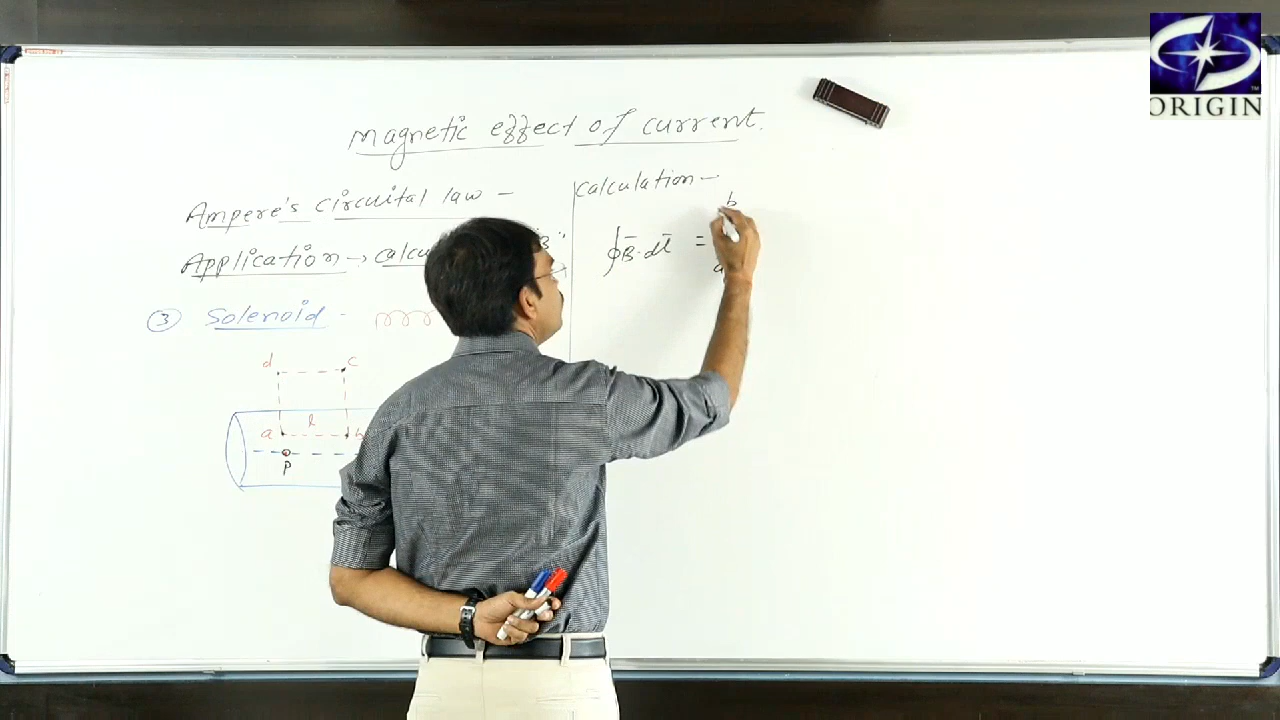 ORIGIN
Magnetic effect of current.
Ampere's circuital law -
Application → calcu "B"
③ Solenoid -
d c
l
a b
P
Calculation -
∮B̄·dl̄ =
b
a